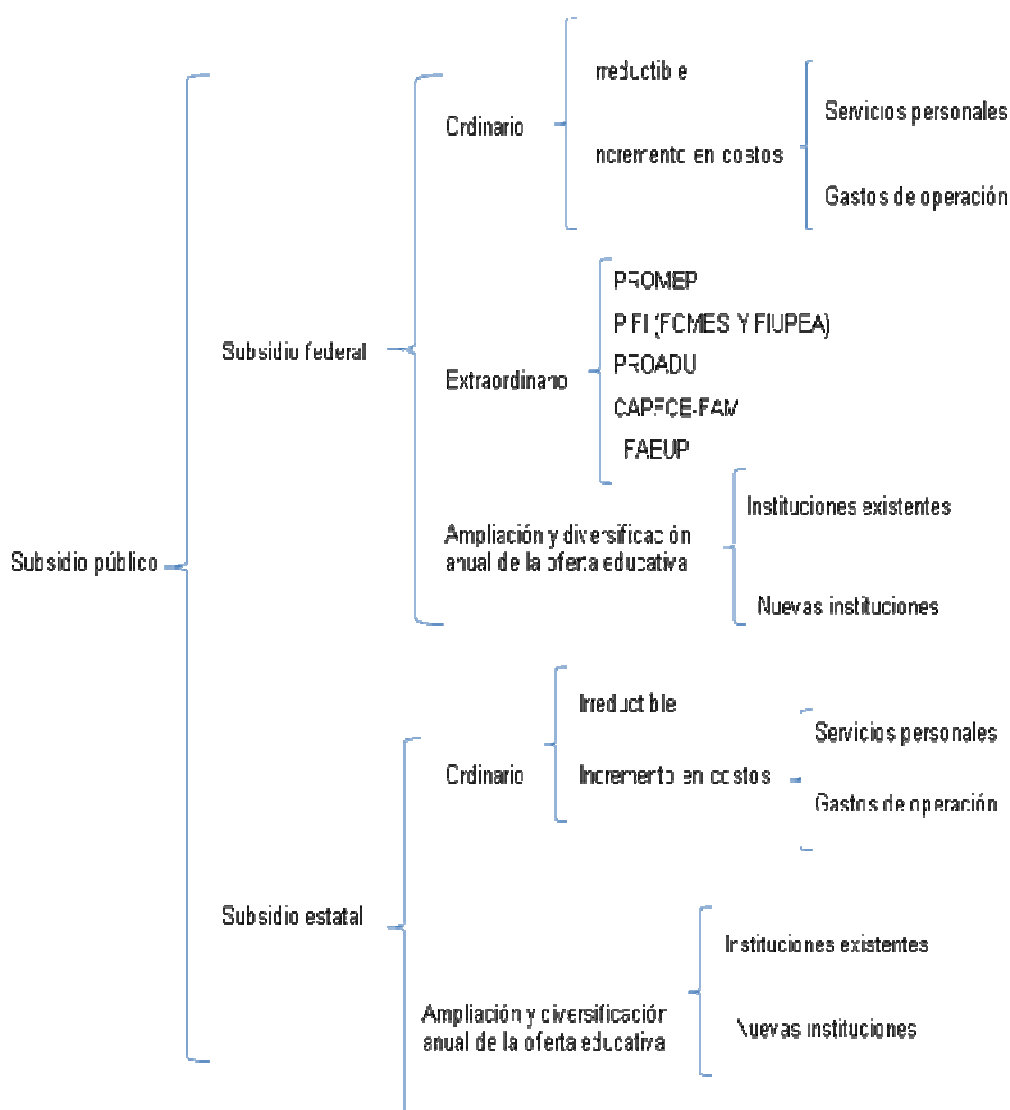 Subsidio público
Subsidio federal
Ordinario
Irreductible
Incremento en costos
Servicios personales
Gastos de operación
Extraordinario
PROMEP
PIFI (FOMES Y FIUPEA)
PROADU
CAPFCE-FAM
FAEUP
Ampliación y diversificación
anual de la oferta educativa
Instituciones existentes
Nuevas instituciones
Subsidio estatal
Ordinario
Irreductible
Incremento en costos
Servicios personales
Gastos de operación
Ampliación y diversificación
anual de la oferta educativa
Instituciones existentes
Nuevas instituciones